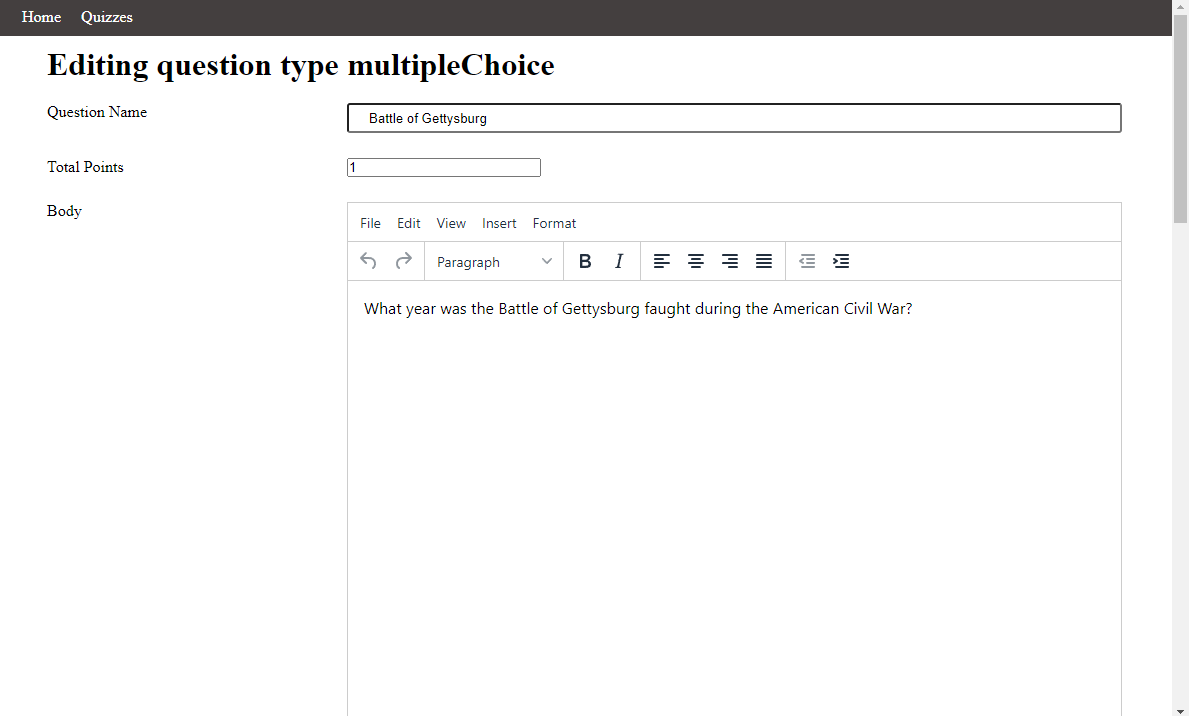 Home Quizzes
Editing question type multipleChoice
Question Name Battle of Gettysburg
Total Points 1
Body
File Edit View Insert Format
Paragraph B I
What year was the Battle of Gettysburg faught during the American Civil War?